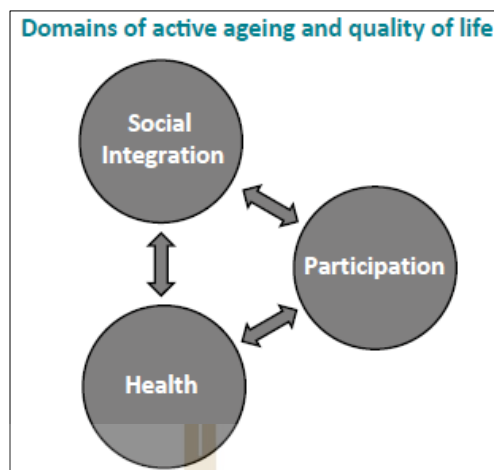 Domains of active ageing and quality of life
Social
Integration
Participation
Health